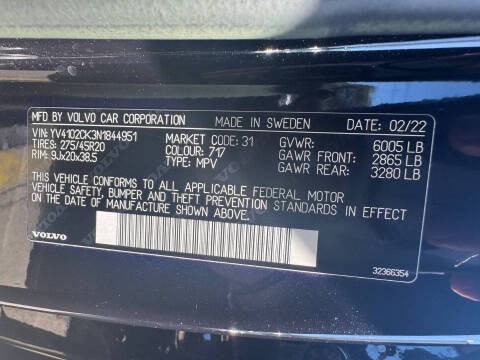 MFD BY VOLVO CAR CORPORATION MADE IN SWEDEN DATE: 02/22
VIN: YV4102CK3N1844951 MARKET CODE: 31 GVWR: 6005 LB
TIRES: 275/45R20 COLOUR: 717 GAWR FRONT: 2865 LB
RIM: 9Jx20x38.5 TYPE: MPV GAWR REAR: 3280 LB
THIS VEHICLE CONFORMS TO ALL APPLICABLE FEDERAL MOTOR
VEHICLE SAFETY, BUMPER AND THEFT PREVENTION STANDARDS IN EFFECT
ON THE DATE OF MANUFACTURE SHOWN ABOVE.
VOLVO
32366354